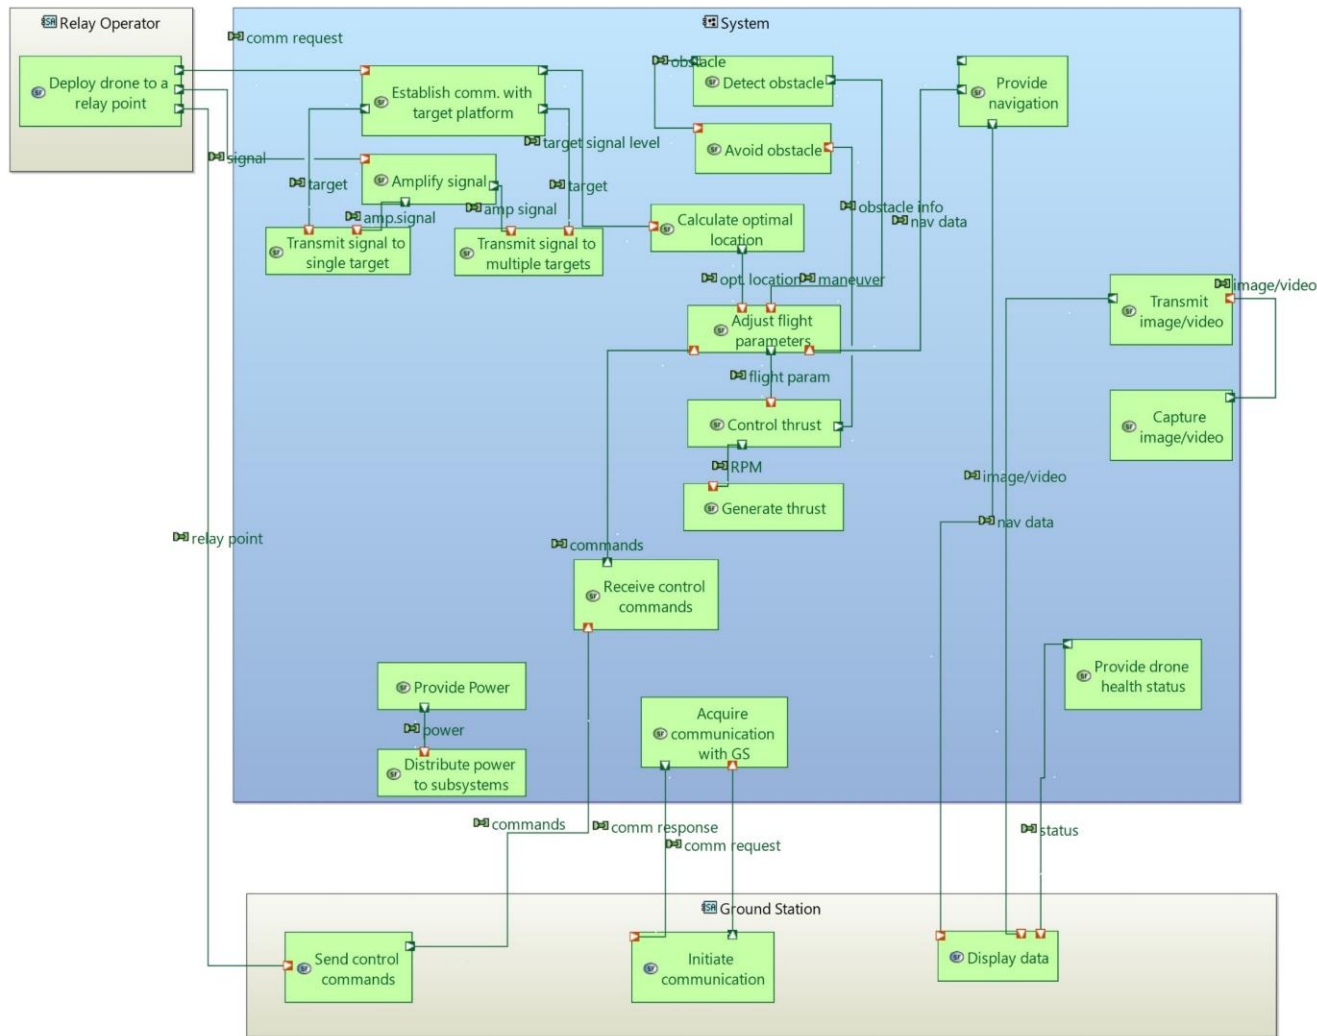 Relay Operator
System
comm request
obstacle
Deploy drone to a
relay point
Establish comm. with
target platform
Detect obstacle
Provide
navigation
target signal level
Avoid obstacle
signal
target
Amplify signal
target
amp.signal
amp signal
obstacle info
nav data
Transmit signal to
single target
Transmit signal to
multiple targets
Calculate optimal
location
opt. location
maneuver
image/video
Transmit
image/video
Adjust flight
parameters
flight param
Capture
image/video
Control thrust
RPM
image/video
Generate thrust
nav data
relay point
commands
Receive control
commands
Provide drone
health status
Provide Power
power
Acquire
communication
with GS
Distribute power
to subsystems
commands
comm response
comm request
status
Ground Station
Send control
commands
Initiate
communication
Display data